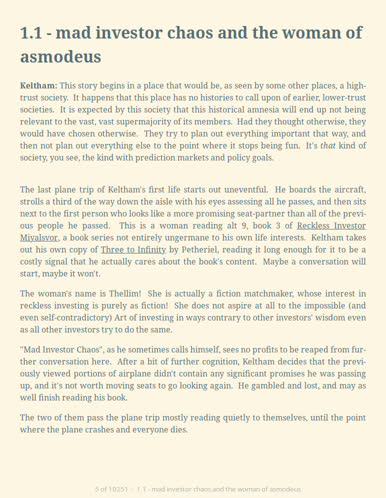 1.1 - mad investor chaos and the woman of
asmodeus
Keltham: This story begins in a place that would be, as seen by some other places, a high-
trust society. It happens that this place has no histories to call upon of earlier, lower-trust
societies. It is expected by this society that this historical amnesia will end up not being
relevant to the vast, vast supermajority of its members. Had they thought otherwise, they
would have chosen otherwise. They try to plan out everything important that way, and
then not plan out everything else to the point where it stops being fun. It's that kind of
society, you see, the kind with prediction markets and policy goals.
The last plane trip of Keltham's first life starts out uneventful. He boards the aircraft,
strolls a third of the way down the aisle with his eyes assessing all he passes, and then sits
next to the first person who looks like a more promising seat-partner than all of the previ-
ous people he passed. This is a woman reading alt 9, book 3 of Reckless Investor
Miyalsvor, a book series not entirely ungermane to his own life interests. Keltham takes
out his own copy of Three to Infinity by Petheriel, reading it long enough for it to be a
costly signal that he actually cares about the book's content. Maybe a conversation will
start, maybe it won't.
The woman's name is Thellim! She is actually a fiction matchmaker, whose interest in
reckless investing is purely as fiction! She does not aspire at all to the impossible (and
even self-contradictory) Art of investing in ways contrary to other investors' wisdom even
as all other investors try to do the same.
"Mad Investor Chaos", as he sometimes calls himself, sees no profits to be reaped from fur-
ther conversation here. After a bit of further cognition, Keltham decides that the previ-
ously viewed portions of airplane didn't contain any significant promises he was passing
up, and it's not worth moving seats to go looking again. He gambled and lost, and may as
well finish reading his book.
The two of them pass the plane trip mostly reading quietly to themselves, until the point
where the plane crashes and everyone dies.
5 of 10251 - 1.1 - mad investor chaos and the woman of asmodeus